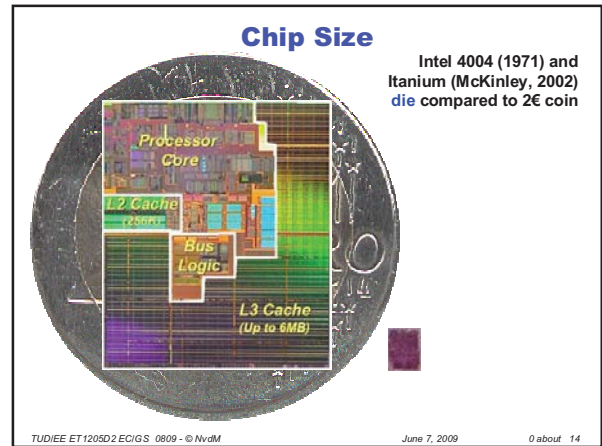 Chip Size
Intel 4004 (1971) and
Itanium (McKinley, 2002)
die compared to 2€ coin
Processor
Core
L2 Cache
(256K)
Bus
Logic
L3 Cache
(Up to 6MB)
TUD/EE ET1205D2 EC/GS 0809 - © NvdM
June 7, 2009
0 about 14